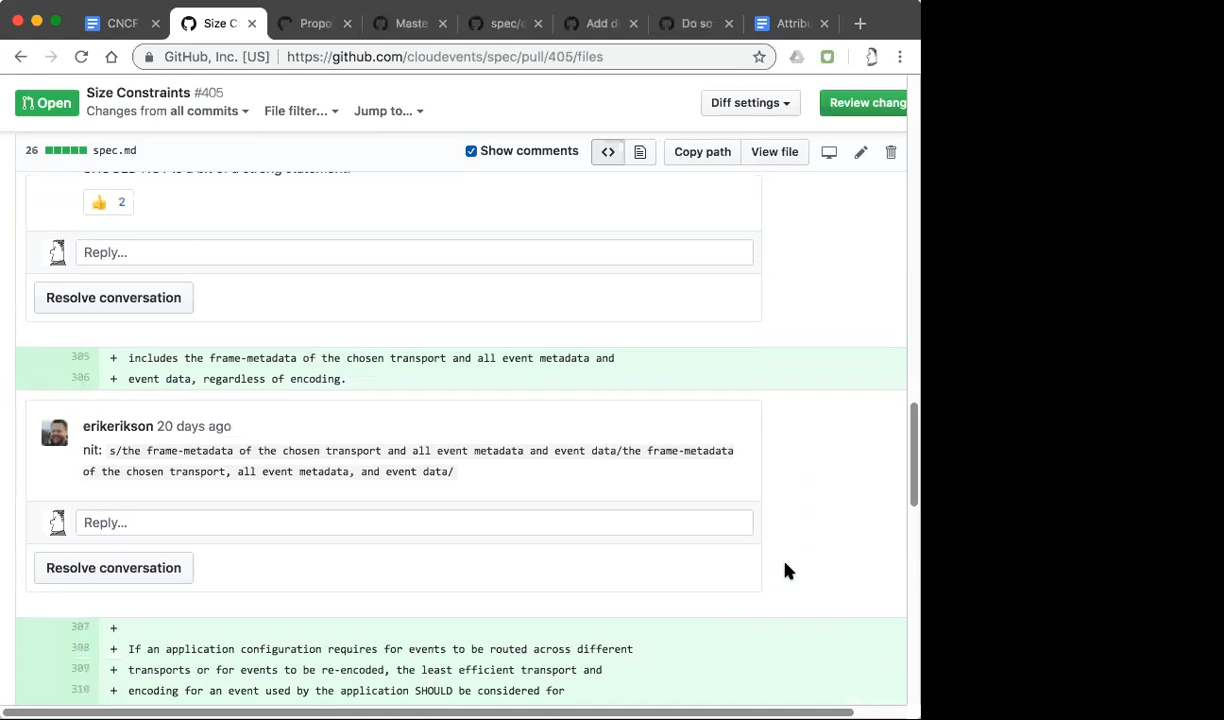 CNCF
Size C
Propo
Maste
spec/c
Add d
Do so
Attribu
GitHub, Inc. [US] https://github.com/cloudevents/spec/pull/405/files
Open
Size Constraints #405
Changes from all commits
File filter...
Jump to...
Diff settings
Review chang
26 spec.md
Show comments
Copy path
View file
SHOULD NOT is a bit of a strong statement.
2
Reply...
Resolve conversation
305 + includes the frame-metadata of the chosen transport and all event metadata and
306 + event data, regardless of encoding.
erikerikson 20 days ago
nit: s/the frame-metadata of the chosen transport and all event metadata and event data/the frame-metadata
of the chosen transport, all event metadata, and event data/
Reply...
Resolve conversation
307 +
308 + If an application configuration requires for events to be routed across different
309 + transports or for events to be re-encoded, the least efficient transport and
310 + encoding for an event used by the application SHOULD be considered for